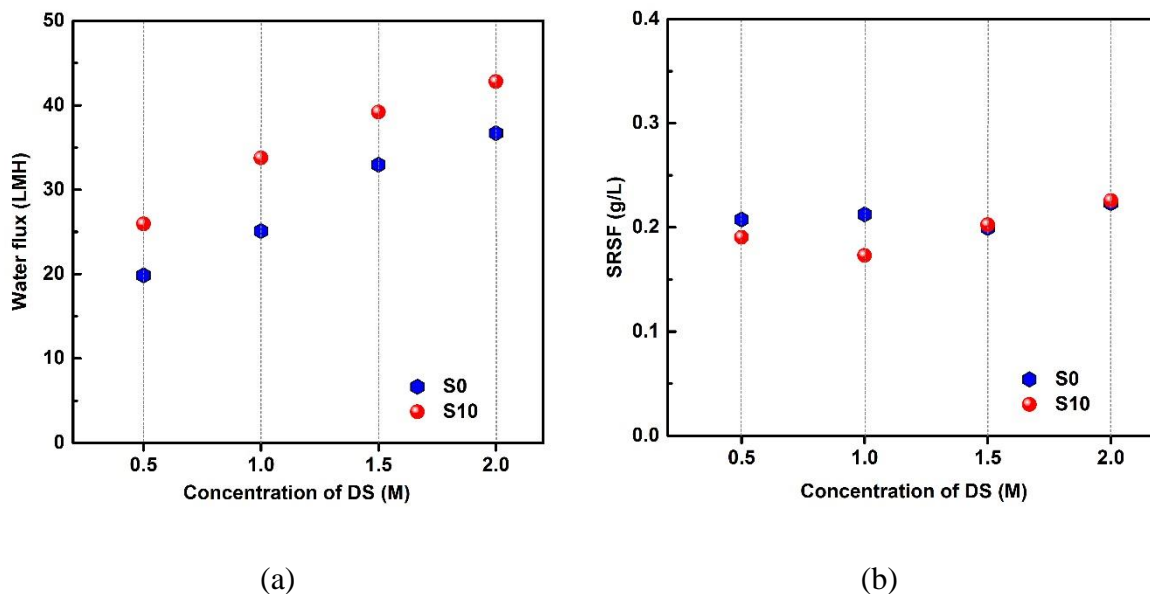 50
40
30
20
10
0
Water flux (LMH)
S0
S10
0.5 1.0 1.5 2.0
Concentration of DS (M)
(a)
0.4
0.3
0.2
0.1
0.0
SRSF (g/L)
S0
S10
0.5 1.0 1.5 2.0
Concentration of DS (M)
(b)